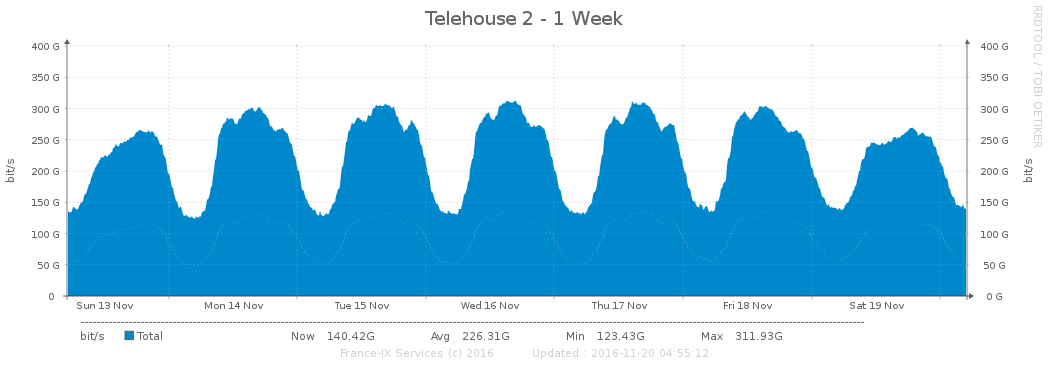 Telehouse 2 - 1 Week
RRDTOOL / TOBI OETIKER
400 G 400 G
350 G 350 G
300 G 300 G
250 G 250 G
200 G 200 G
150 G 150 G
100 G 100 G
50 G 50 G
0 0 G
bit/s bit/s
Sun 13 Nov Mon 14 Nov Tue 15 Nov Wed 16 Nov Thu 17 Nov Fri 18 Nov Sat 19 Nov
bit/s Total Now 140.42G Avg 226.31G Min 123.43G Max 311.93G
France-IX Services (c) 2016 Updated : 2016-11-20 04:55:12